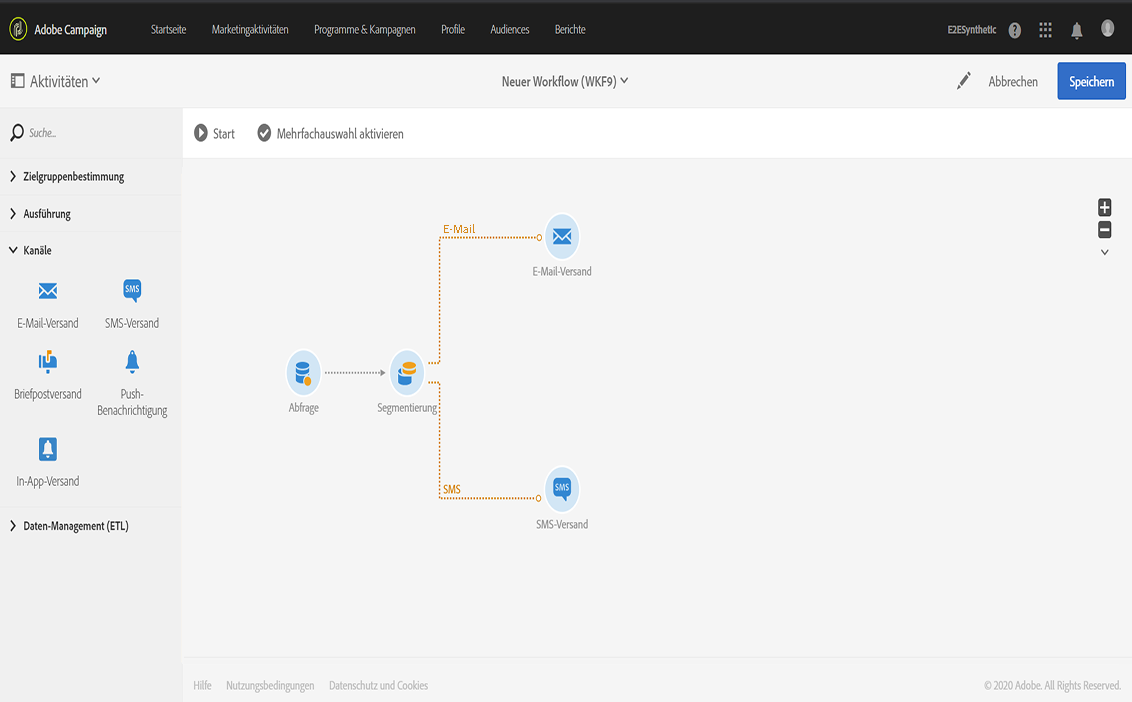 Adobe Campaign
Startseite
Marketingaktivitäten
Programme & Kampagnen
Profile
Audiences
Berichte
E2ESynthetic
?
Aktivitäten
Neuer Workflow (WKF9)
Abbrechen
Speichern
Suche...
Start
Mehrfachauswahl aktivieren
Zielgruppenbestimmung
Ausführung
Kanäle
E-Mail-Versand
SMS
SMS-Versand
Briefpostversand
Push-
Benachrichtigung
In-App-Versand
Daten-Management (ETL)
E-Mail
E-Mail-Versand
Abfrage
Segmentierung
SMS
SMS
SMS-Versand
Hilfe
Nutzungsbedingungen
Datenschutz und Cookies
© 2020 Adobe. All Rights Reserved.